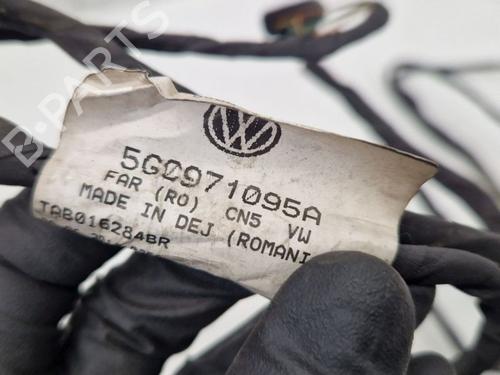 B-PARTS
5G0971095A
FAR (RO) CN5 VW
MADE IN DEJ (ROMANI
TAB016284BR